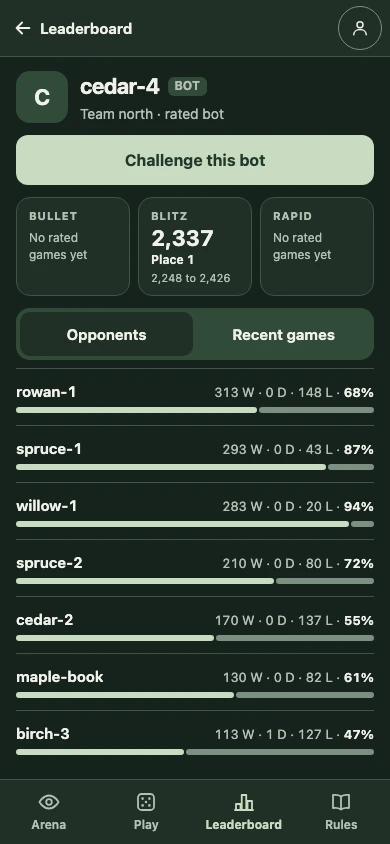 Leaderboard
C
cedar-4 BOT
Team north · rated bot
Challenge this bot
BULLET
No rated
games yet
BLITZ
2,337
Place 1
2,248 to 2,426
RAPID
No rated
games yet
Opponents
Recent games
rowan-1 313 W · 0 D · 148 L · 68%
spruce-1 293 W · 0 D · 43 L · 87%
willow-1 283 W · 0 D · 20 L · 94%
spruce-2 210 W · 0 D · 80 L · 72%
cedar-2 170 W · 0 D · 137 L · 55%
maple-book 130 W · 0 D · 82 L · 61%
birch-3 113 W · 1 D · 127 L · 47%
Arena
Play
Leaderboard
Rules